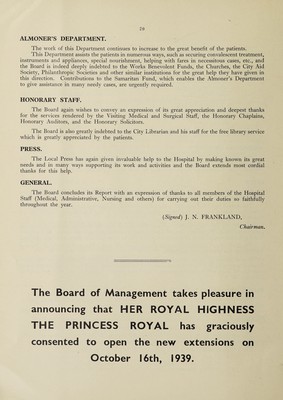 28
ALMONER'S DEPARTMENT.
The work of this Department continues to increase to the great benefit of the patients.
This Department assists the patients in numerous ways, such as securing convalescent treatment,
instruments and appliances, special nourishment, helping with fares in necessitous cases, etc., and
the Board is indeed deeply indebted to the Works Benevolent Funds, the Churches, the City Aid
Society, Philanthropic Societies and other similar institutions for the great help they have given in
this direction. Contributions to the Samaritan Fund, which enables the Almoner's Department
to give assistance in many needy cases, are urgently required.
HONORARY STAFF.
The Board again wishes to convey an expression of its great appreciation and deepest thanks
for the services rendered by the Visiting Medical and Surgical Staff, the Honorary Chaplains,
Honorary Auditors, and the Honorary Solicitors.
The Board is also greatly indebted to the City Librarian and his staff for the free library service
which is greatly appreciated by the patients.
PRESS.
The Local Press has again given invaluable help to the Hospital by making known its great
needs and in many ways supporting its work and activities and the Board extends most cordial
thanks for this help.
GENERAL.
The Board concludes its Report with an expression of thanks to all members of the Hospital
Staff (Medical, Administrative, Nursing and others) for carrying out their duties so faithfully
throughout the year.
(Signed) J. N. FRANKLAND,
Chairman.
The Board of Management takes pleasure in
announcing that HER ROYAL HIGHNESS
THE PRINCESS ROYAL has graciously
consented to open the new extensions on
October 16th, 1939.